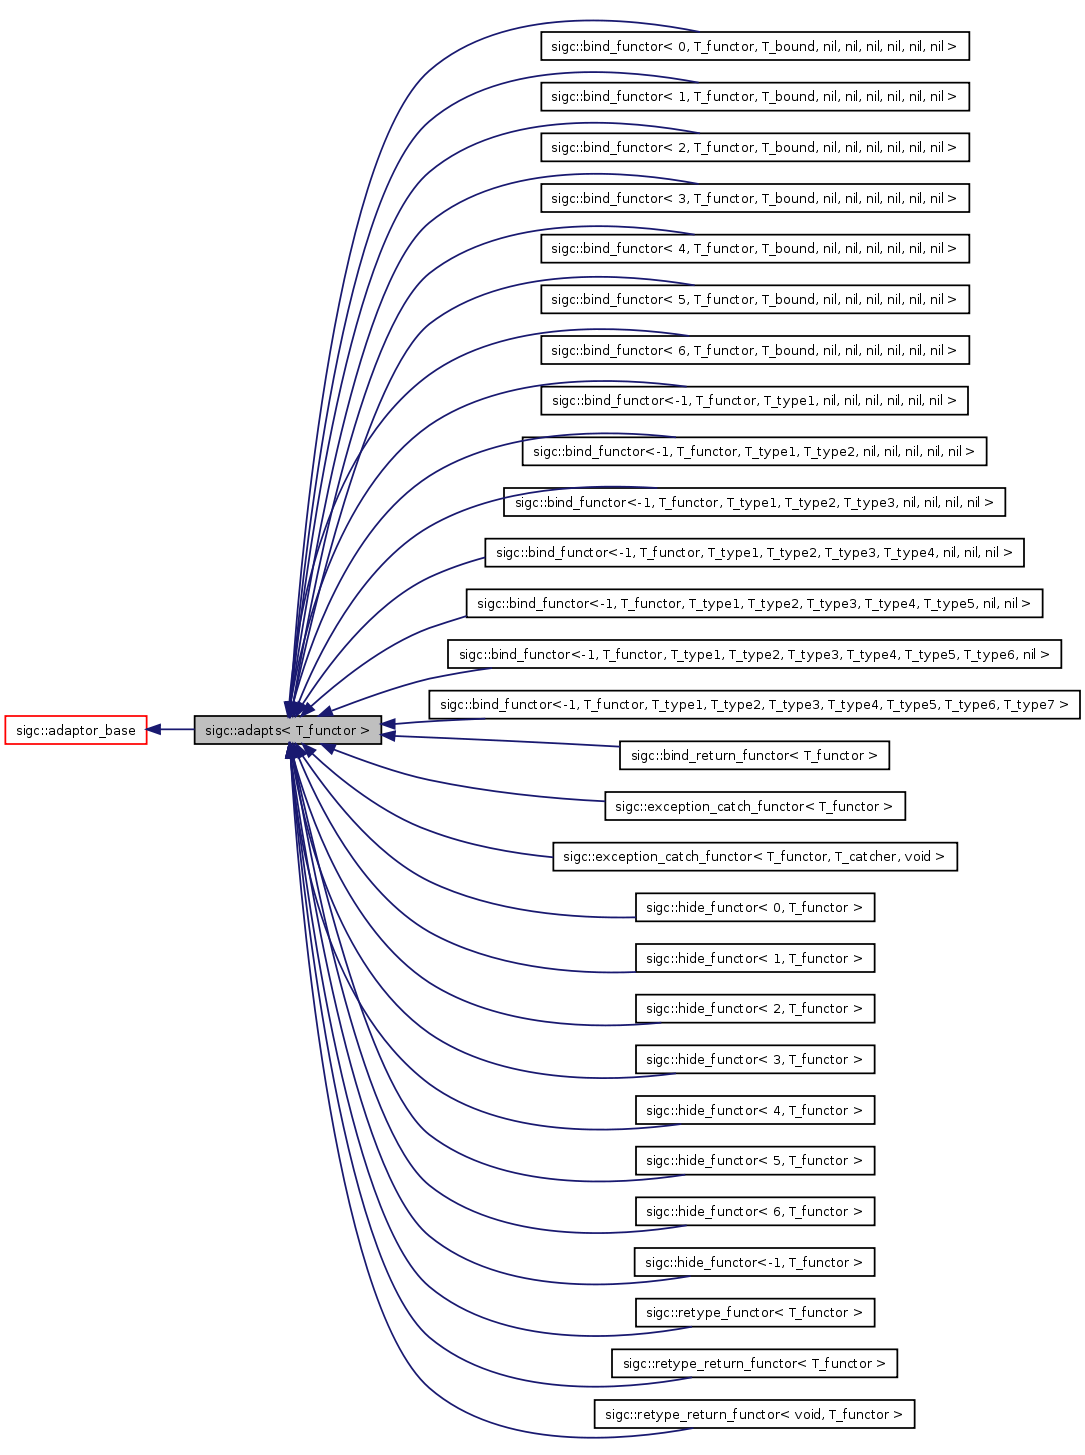 sigc::bind_functor< 0, T_functor, T_bound, nil, nil, nil, nil, nil, nil >
sigc::bind_functor< 1, T_functor, T_bound, nil, nil, nil, nil, nil, nil >
sigc::bind_functor< 2, T_functor, T_bound, nil, nil, nil, nil, nil, nil >
sigc::bind_functor< 3, T_functor, T_bound, nil, nil, nil, nil, nil, nil >
sigc::bind_functor< 4, T_functor, T_bound, nil, nil, nil, nil, nil, nil >
sigc::bind_functor< 5, T_functor, T_bound, nil, nil, nil, nil, nil, nil >
sigc::bind_functor< 6, T_functor, T_bound, nil, nil, nil, nil, nil, nil >
sigc::bind_functor<-1, T_functor, T_type1, nil, nil, nil, nil, nil, nil >
sigc::bind_functor<-1, T_functor, T_type1, T_type2, nil, nil, nil, nil, nil >
sigc::bind_functor<-1, T_functor, T_type1, T_type2, T_type3, nil, nil, nil, nil >
sigc::bind_functor<-1, T_functor, T_type1, T_type2, T_type3, T_type4, nil, nil, nil >
sigc::bind_functor<-1, T_functor, T_type1, T_type2, T_type3, T_type4, T_type5, nil, nil >
sigc::bind_functor<-1, T_functor, T_type1, T_type2, T_type3, T_type4, T_type5, T_type6, nil >
sigc::bind_functor<-1, T_functor, T_type1, T_type2, T_type3, T_type4, T_type5, T_type6, T_type7 >
sigc::adaptor_base
sigc::adapts< T_functor >
sigc::bind_return_functor< T_functor >
sigc::exception_catch_functor< T_functor >
sigc::exception_catch_functor< T_functor, T_catcher, void >
sigc::hide_functor< 0, T_functor >
sigc::hide_functor< 1, T_functor >
sigc::hide_functor< 2, T_functor >
sigc::hide_functor< 3, T_functor >
sigc::hide_functor< 4, T_functor >
sigc::hide_functor< 5, T_functor >
sigc::hide_functor< 6, T_functor >
sigc::hide_functor<-1, T_functor >
sigc::retype_functor< T_functor >
sigc::retype_return_functor< T_functor >
sigc::retype_return_functor< void, T_functor >